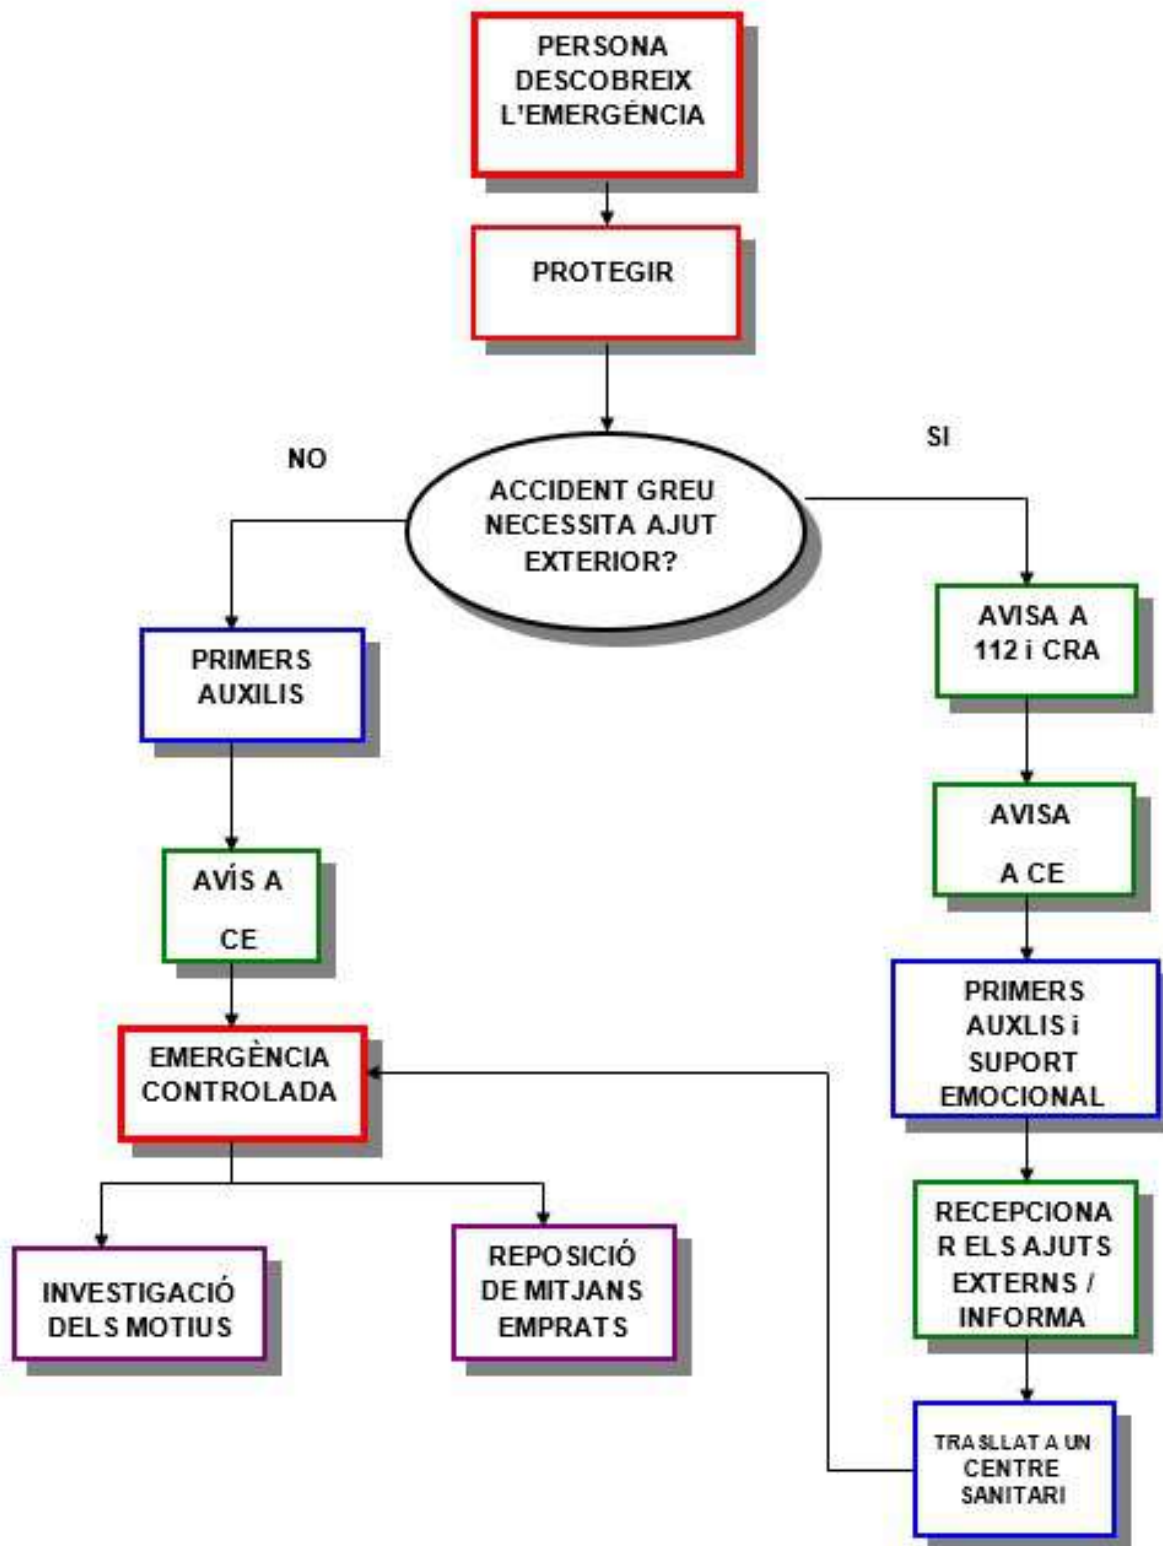 PERSONA
DESCOBREIX
L'EMERGÉNCIA
PROTEGIR
NO
SI
ACCIDENT GREU
NECESSITA AJUT
EXTERIOR?
PRIMERS
AUXILIS
AVÍS A
CE
EMERGÈNCIA
CONTROLADA
INVESTIGACIÓ
DELS MOTIUS
REPOSICIÓ
DE MITJANS
EMPRATS
AVISA A
112 i CRA
AVISA
A CE
PRIMERS
AUXLIS i
SUPORT
EMOCIONAL
RECEPCIONA
R ELS AJUTS
EXTERNS /
INFORMA
TRASLLAT A UN
CENTRE
SANITARI